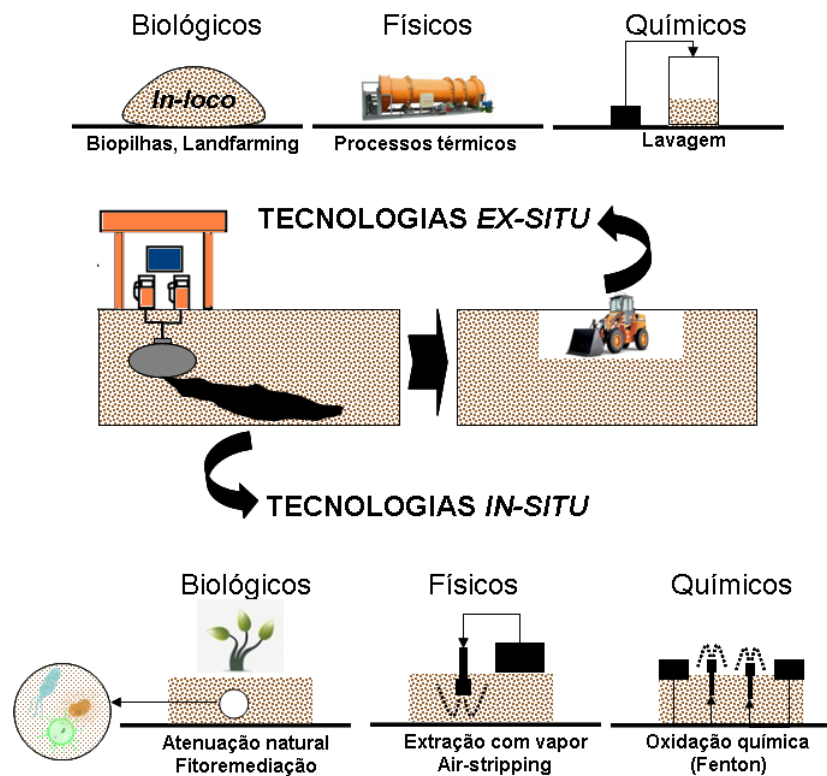 Biológicos
Físicos
Químicos
In-loco
Biopilhas, Landfarming
Processos térmicos
Lavagem
TECNOLOGIAS EX-SITU
TECNOLOGIAS IN-SITU
Biológicos
Físicos
Químicos
Atenuação natural
Fitoremediação
Extração com vapor
Air-stripping
Oxidação química
(Fenton)